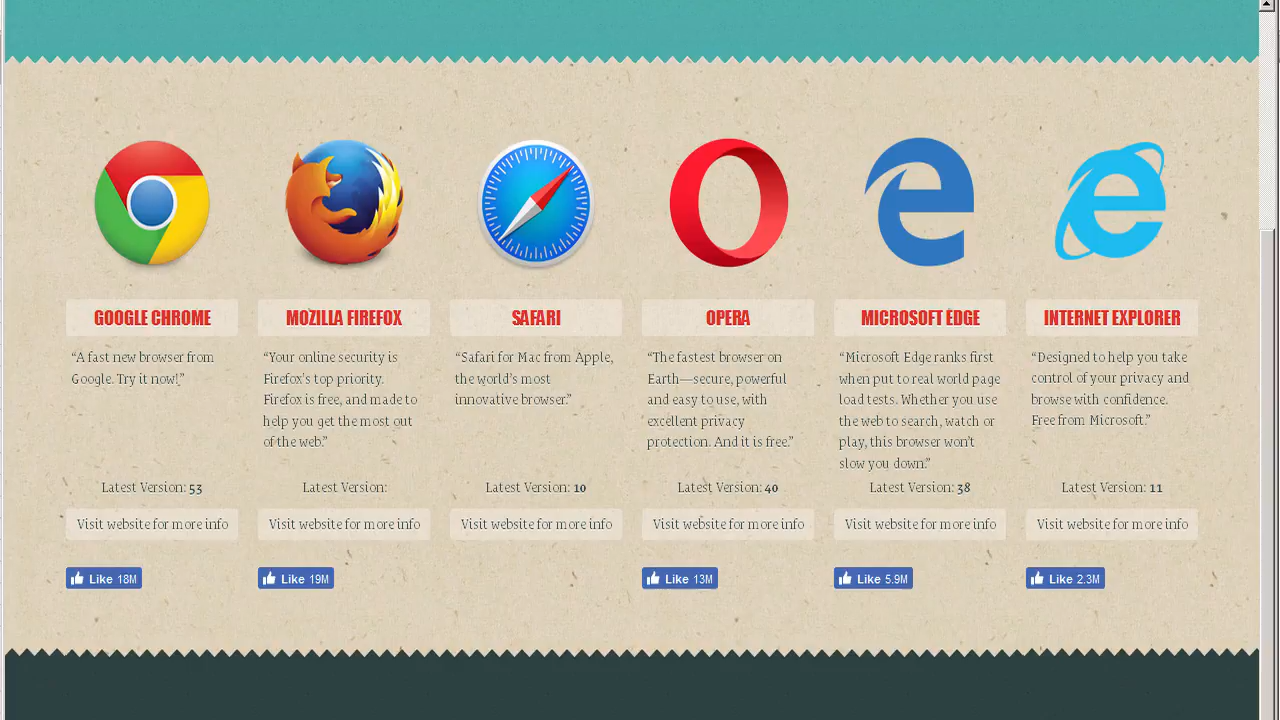 GOOGLE CHROME
“A fast new browser from
Google. Try it now!,”
Latest Version: 53
Visit website for more info
Like 18M
MOZILLA FIREFOX
“Your online security is
Firefox’s top priority.
Firefox is free, and made to
help you get the most out
of the web.”
Latest Version:
Visit website for more info
Like 19M
SAFARI
“Safari for Mac from Apple,
the world’s most
innovative browser.”
Latest Version: 10
Visit website for more info
OPERA
“The fastest browser on
Earth—secure, powerful
and easy to use, with
excellent privacy
protection. And it is free.”
Latest Version: 40
Visit website for more info
Like 13M
MICROSOFT EDGE
“Microsoft Edge ranks first
when put to real world page
load tests. Whether you use
the web to search, watch or
play, this browser won’t
slow you down.”
Latest Version: 38
Visit website for more info
Like 5.9M
INTERNET EXPLORER
“Designed to help you take
control of your privacy and
browse with confidence.
Free from Microsoft.”
Latest Version: 11
Visit website for more info
Like 2.3M